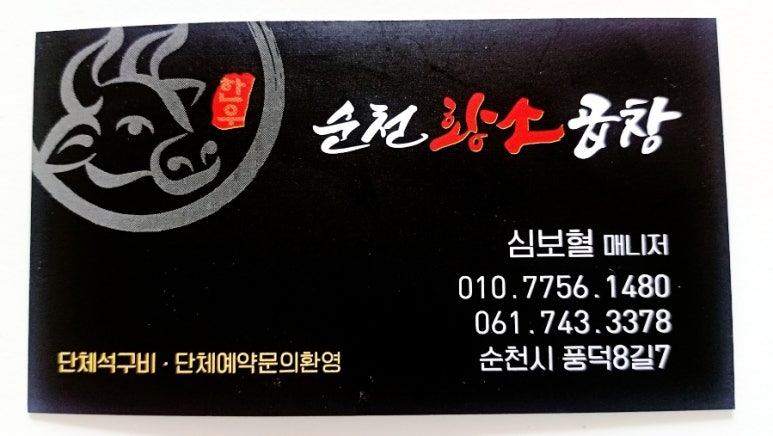 한우
순천 황소 곱창
심보혈 매니저
010.7756.1480
061.743.3378
순천시 풍덕8길7
단체석구비·단체예약문의환영